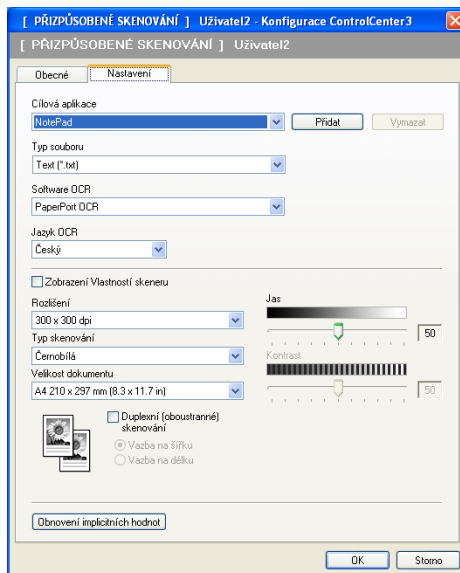 [ PŘIZPŮSOBENÉ SKENOVÁNÍ ] Uživatel2 - Konfigurace ControlCenter3
[ PŘIZPŮSOBENÉ SKENOVÁNÍ ] Uživatel2
Obecné Nastavení
Cílová aplikace
NotePad Přidat Vymazat
Typ souboru
Text (*.txt)
Software OCR
PaperPort OCR
Jazyk OCR
Český
Zobrazení Vlastností skeneru
Rozlišení Jas
300 x 300 dpi 50
Typ skenování
Černobílá Kontrast
Velikost dokumentu
A4 210 x 297 mm (8.3 x 11.7 in) 50
Duplexní (oboustranné)
skenování
Vazba na šířku
Vazba na délku
Obnovení implicitních hodnot
OK Storno